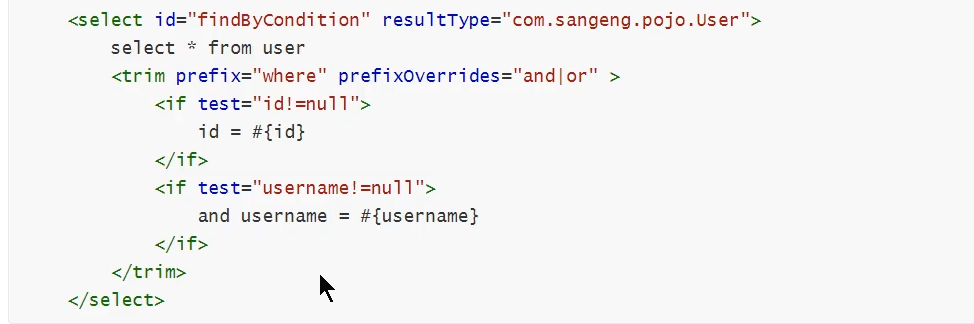 <select id="findByCondition" resultType="com.sangeng.pojo.User">
select * from user
<trim prefix="where" prefixOverrides="and|or" >
<if test="id!=null">
id = #{id}
</if>
<if test="username!=null">
and username = #{username}
</if>
</trim>
</select>